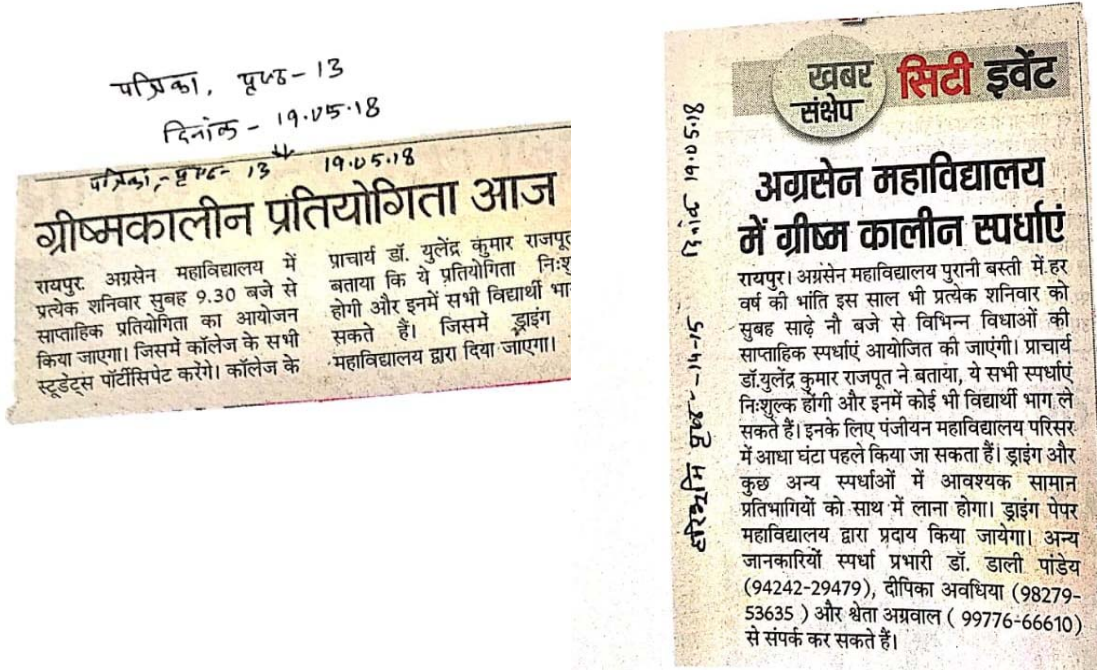 पत्रिका, पृष्ठ-13
दिनांक - 19.05.18
पत्रिका,-पृष्ठ- 13 19.05.18
ग्रीष्मकालीन प्रतियोगिता आज
रायपुर. अग्रसेन महाविद्यालय में
प्रत्येक शनिवार सुबह 9.30 बजे से
साप्ताहिक प्रतियोगिता का आयोजन
किया जाएगा। जिसमें कॉलेज के सभी
स्टूडेंट्स पॉर्टीसिपेट करेंगे। कॉलेज के
प्राचार्य डॉ. युलेंद्र कुमार राजपूत
बताया कि ये प्रतियोगिता निःशु
होगी और इनमें सभी विद्यार्थी भा
सकते हैं। जिसमें ड्राइंग
महाविद्यालय द्वारा दिया जाएगा।
हरिभूमि पृष्ठ-14-15 दिनांक 19.05.18
खबर
संक्षेप
सिटी इवेंट
अग्रसेन महाविद्यालय
में ग्रीष्म कालीन स्पर्धाएं
रायपुर। अग्रसेन महाविद्यालय पुरानी बस्ती में हर
वर्ष की भांति इस साल भी प्रत्येक शनिवार को
सुबह साढ़े नौ बजे से विभिन्न विधाओं की
साप्ताहिक स्पर्धाएं आयोजित की जाएंगी। प्राचार्य
डॉ.युलेंद्र कुमार राजपूत ने बताया, ये सभी स्पर्धाएं
निःशुल्क होंगी और इनमें कोई भी विद्यार्थी भाग ले
सकते हैं। इनके लिए पंजीयन महाविद्यालय परिसर
में आधा घंटा पहले किया जा सकता हैं। ड्राइंग और
कुछ अन्य स्पर्धाओं में आवश्यक सामान
प्रतिभागियों को साथ में लाना होगा। ड्राइंग पेपर
महाविद्यालय द्वारा प्रदाय किया जायेगा। अन्य
जानकारियों स्पर्धा प्रभारी डॉ. डाली पांडेय
(94242-29479), दीपिका अवधिया (98279-
53635 ) और श्वेता अग्रवाल ( 99776-66610)
से संपर्क कर सकते हैं।